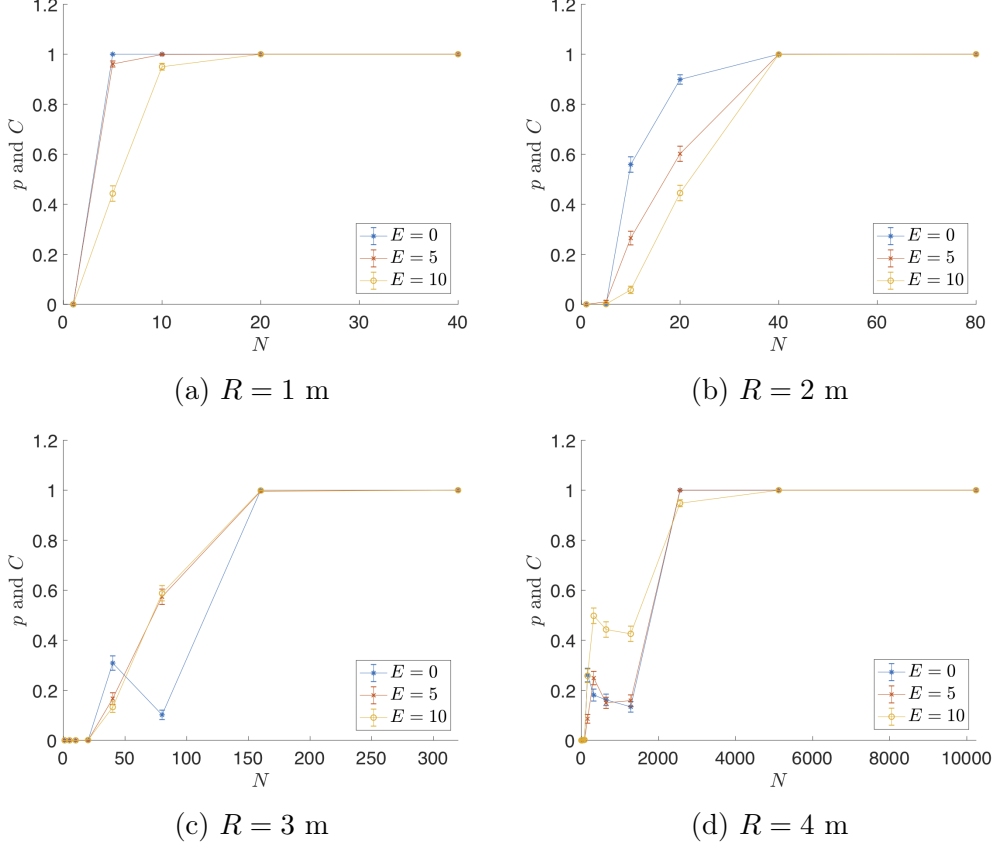 1.2
1
0.8
0.6
0.4
0.2
0
p and C
0 10 20 30 40
N
E = 0
E = 5
E = 10
(a) R = 1 m
1.2
1
0.8
0.6
0.4
0.2
0
p and C
0 20 40 60 80
N
E = 0
E = 5
E = 10
(b) R = 2 m
1.2
1
0.8
0.6
0.4
0.2
0
p and C
0 50 100 150 200 250 300
N
E = 0
E = 5
E = 10
(c) R = 3 m
1.2
1
0.8
0.6
0.4
0.2
0
p and C
0 2000 4000 6000 8000 10000
N
E = 0
E = 5
E = 10
(d) R = 4 m